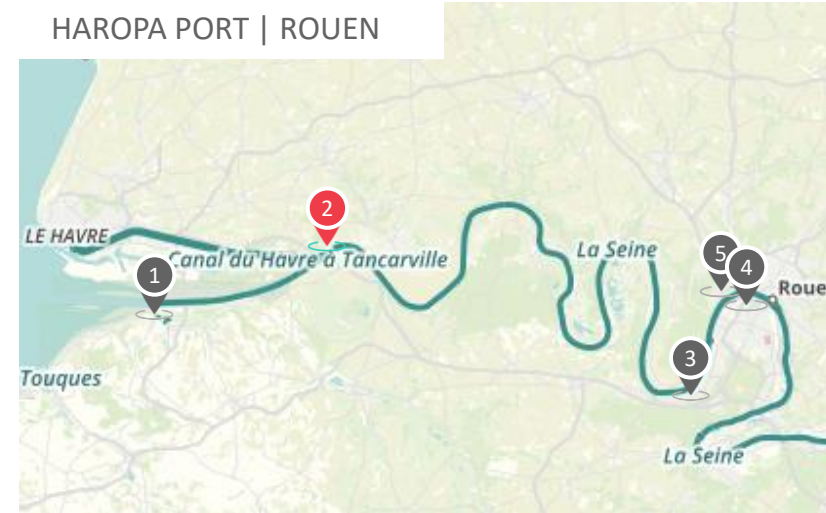 HAROPA PORT | ROUEN
2
LE HAVRE
Canal du Havre à Tancarville
La Seine
1
5
4
Roue
3
Touques
La Seine